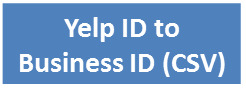 Yelp ID to
Business ID (CSV)